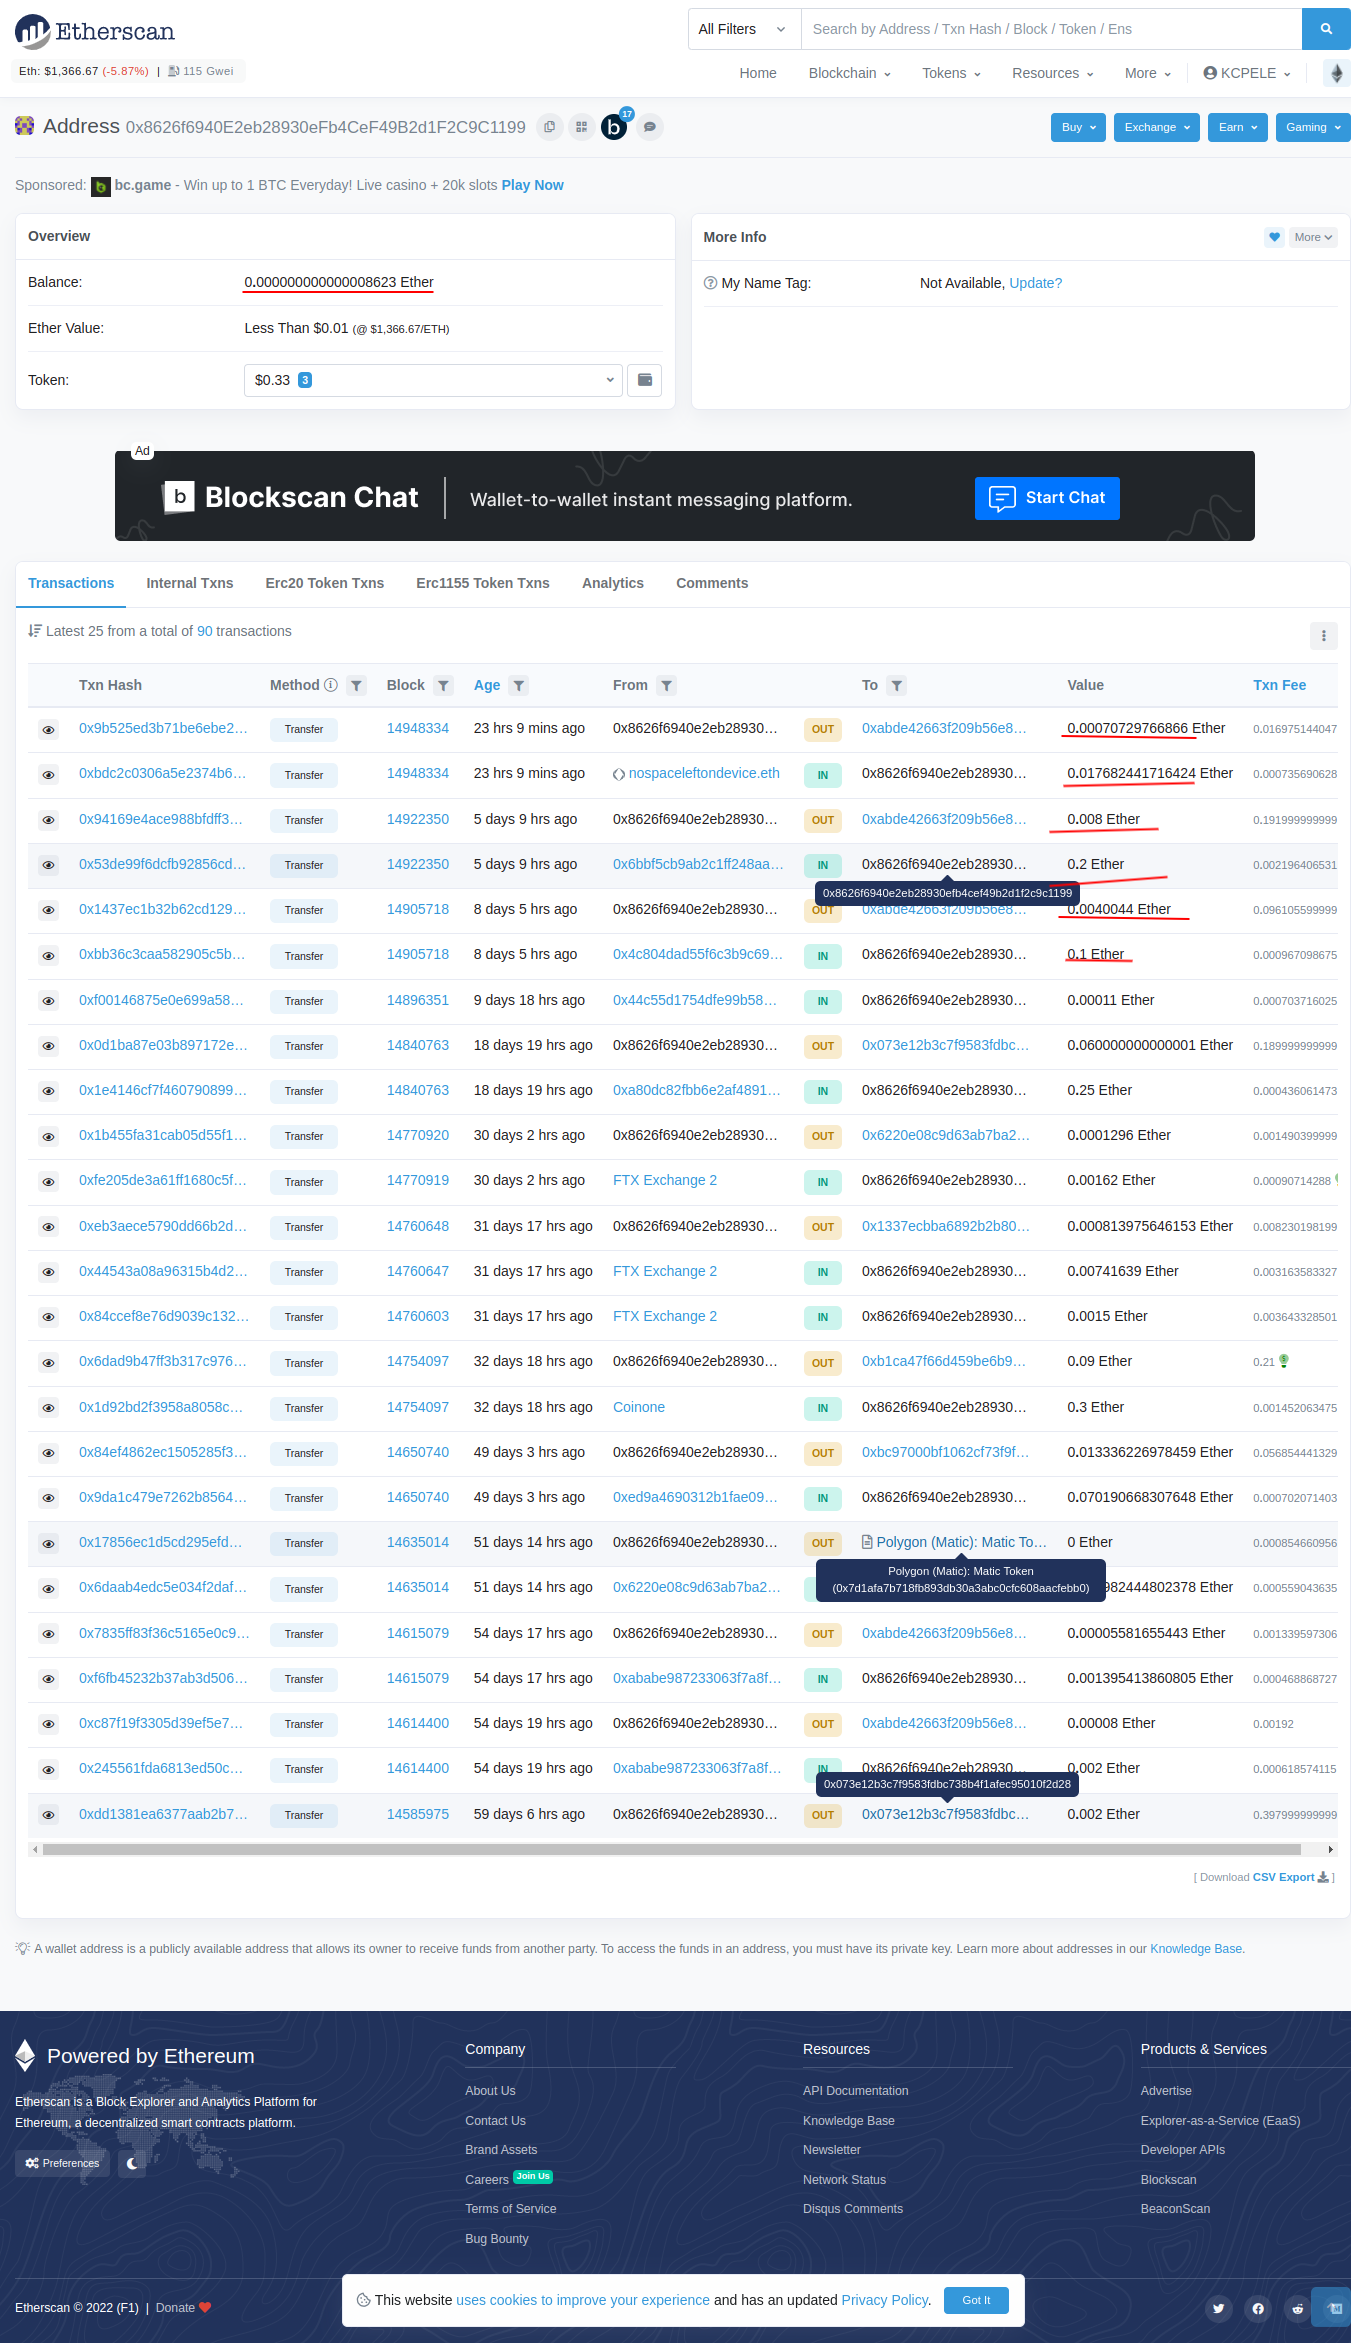 Etherscan
All Filters
Search by Address / Txn Hash / Block / Token / Ens
Eth: $1,366.67 (-5.87%) | 115 Gwei
Home Blockchain Tokens Resources More KCPELE
Address 0x8626f6940E2eb28930eFb4CeF49B2d1F2C9C1199
b 17
Buy Exchange Earn Gaming
Sponsored: bc.game - Win up to 1 BTC Everyday! Live casino + 20k slots Play Now
Overview
Balance: 0.000000000000008623 Ether
Ether Value: Less Than $0.01 (@ $1,366.67/ETH)
Token: $0.33 3
More Info
More
My Name Tag: Not Available, Update?
Ad
b Blockscan Chat Wallet-to-wallet instant messaging platform. Start Chat
Transactions Internal Txns Erc20 Token Txns Erc1155 Token Txns Analytics Comments
Latest 25 from a total of 90 transactions
Txn Hash Method Block Age From To Value Txn Fee
0x9b525ed3b71be6ebe2... Transfer 14948334 23 hrs 9 mins ago 0x8626f6940e2eb28930... OUT 0xabde42663f209b56e8... 0.00070729766866 Ether 0.016975144047
0xbdc2c0306a5e2374b6... Transfer 14948334 23 hrs 9 mins ago nospaceleftondevice.eth IN 0x8626f6940e2eb28930... 0.017682441716424 Ether 0.000735690628
0x94169e4ace988bfdff3... Transfer 14922350 5 days 9 hrs ago 0x8626f6940e2eb28930... OUT 0xabde42663f209b56e8... 0.008 Ether 0.191999999999
0x53de99f6dcfb92856cd... Transfer 14922350 5 days 9 hrs ago 0x6bbf5cb9ab2c1ff248aa... IN 0x8626f6940e2eb28930... 0.2 Ether 0.002196406531
0x8626f6940e2eb28930efb4cef49b2d1f2c9c1199
0x1437ec1b32b62cd129... Transfer 14905718 8 days 5 hrs ago 0x8626f6940e2eb28930... OUT 0xabde42663f209b56e8... 0.0040044 Ether 0.096105599999
0xbb36c3caa582905c5b... Transfer 14905718 8 days 5 hrs ago 0x4c804dad55f6c3b9c69... IN 0x8626f6940e2eb28930... 0.1 Ether 0.000967098675
0xf00146875e0e699a58... Transfer 14896351 9 days 18 hrs ago 0x44c55d1754dfe99b58... IN 0x8626f6940e2eb28930... 0.00011 Ether 0.000703716025
0x0d1ba87e03b897172e... Transfer 14840763 18 days 19 hrs ago 0x8626f6940e2eb28930... OUT 0x073e12b3c7f9583fdbc... 0.060000000000001 Ether 0.189999999999
0x1e4146cf7f460790899... Transfer 14840763 18 days 19 hrs ago 0xa80dc82fbb6e2af4891... IN 0x8626f6940e2eb28930... 0.25 Ether 0.000436061473
0x1b455fa31cab05d55f1... Transfer 14770920 30 days 2 hrs ago 0x8626f6940e2eb28930... OUT 0x6220e08c9d63ab7ba2... 0.0001296 Ether 0.001490399999
0xfe205de3a61ff1680c5f... Transfer 14770919 30 days 2 hrs ago FTX Exchange 2 IN 0x8626f6940e2eb28930... 0.00162 Ether 0.00090714288
0xeb3aece5790dd66b2d... Transfer 14760648 31 days 17 hrs ago 0x8626f6940e2eb28930... OUT 0x1337ecbba6892b2b80... 0.000813975646153 Ether 0.008230198199
0x44543a08a96315b4d2... Transfer 14760647 31 days 17 hrs ago FTX Exchange 2 IN 0x8626f6940e2eb28930... 0.00741639 Ether 0.003163583327
0x84ccef8e76d9039c132... Transfer 14760603 31 days 17 hrs ago FTX Exchange 2 IN 0x8626f6940e2eb28930... 0.0015 Ether 0.003643328501
0x6dad9b47ff3b317c976... Transfer 14754097 32 days 18 hrs ago 0x8626f6940e2eb28930... OUT 0xb1ca47f66d459be6b9... 0.09 Ether 0.21
0x1d92bd2f3958a8058c... Transfer 14754097 32 days 18 hrs ago Coinone IN 0x8626f6940e2eb28930... 0.3 Ether 0.001452063475
0x84ef4862ec1505285f3... Transfer 14650740 49 days 3 hrs ago 0x8626f6940e2eb28930... OUT 0xbc97000bf1062cf73f9f... 0.013336226978459 Ether 0.056854441329
0x9da1c479e7262b8564... Transfer 14650740 49 days 3 hrs ago 0xed9a4690312b1fae09... IN 0x8626f6940e2eb28930... 0.070190668307648 Ether 0.000702071403
0x17856ec1d5cd295efd... Transfer 14635014 51 days 14 hrs ago 0x8626f6940e2eb28930... OUT Polygon (Matic): Matic To... 0 Ether 0.000854660956
Polygon (Matic): Matic Token
(0x7d1afa7b718fb893db30a3abc0cfc608aacfebb0)
0x6daab4edc5e034f2daf... Transfer 14635014 51 days 14 hrs ago 0x6220e08c9d63ab7ba2... 982444802378 Ether 0.000559043635
0x7835ff83f36c5165e0c9... Transfer 14615079 54 days 17 hrs ago 0x8626f6940e2eb28930... OUT 0xabde42663f209b56e8... 0.00005581655443 Ether 0.001339597306
0xf6fb45232b37ab3d506... Transfer 14615079 54 days 17 hrs ago 0xababe987233063f7a8f... IN 0x8626f6940e2eb28930... 0.001395413860805 Ether 0.000468868727
0xc87f19f3305d39ef5e7... Transfer 14614400 54 days 19 hrs ago 0x8626f6940e2eb28930... OUT 0xabde42663f209b56e8... 0.00008 Ether 0.00192
0x245561fda6813ed50c... Transfer 14614400 54 days 19 hrs ago 0xababe987233063f7a8f... IN 0x8626f6940e2eb28930... 0.002 Ether 0.000618574115
0x073e12b3c7f9583fdbc738b4f1afec95010f2d28
0xdd1381ea6377aab2b7... Transfer 14585975 59 days 6 hrs ago 0x8626f6940e2eb28930... OUT 0x073e12b3c7f9583fdbc... 0.002 Ether 0.397999999999
[ Download CSV Export ]
A wallet address is a publicly available address that allows its owner to receive funds from another party. To access the funds in an address, you must have its private key. Learn more about addresses in our Knowledge Base.
Powered by Ethereum
Etherscan is a Block Explorer and Analytics Platform for
Ethereum, a decentralized smart contracts platform.
Preferences
Company
About Us
Contact Us
Brand Assets
Careers Join Us
Terms of Service
Bug Bounty
Resources
API Documentation
Knowledge Base
Newsletter
Network Status
Disqus Comments
Products & Services
Advertise
Explorer-as-a-Service (EaaS)
Developer APIs
Blockscan
BeaconScan
Etherscan © 2022 (F1) | Donate
This website uses cookies to improve your experience and has an updated Privacy Policy. Got It